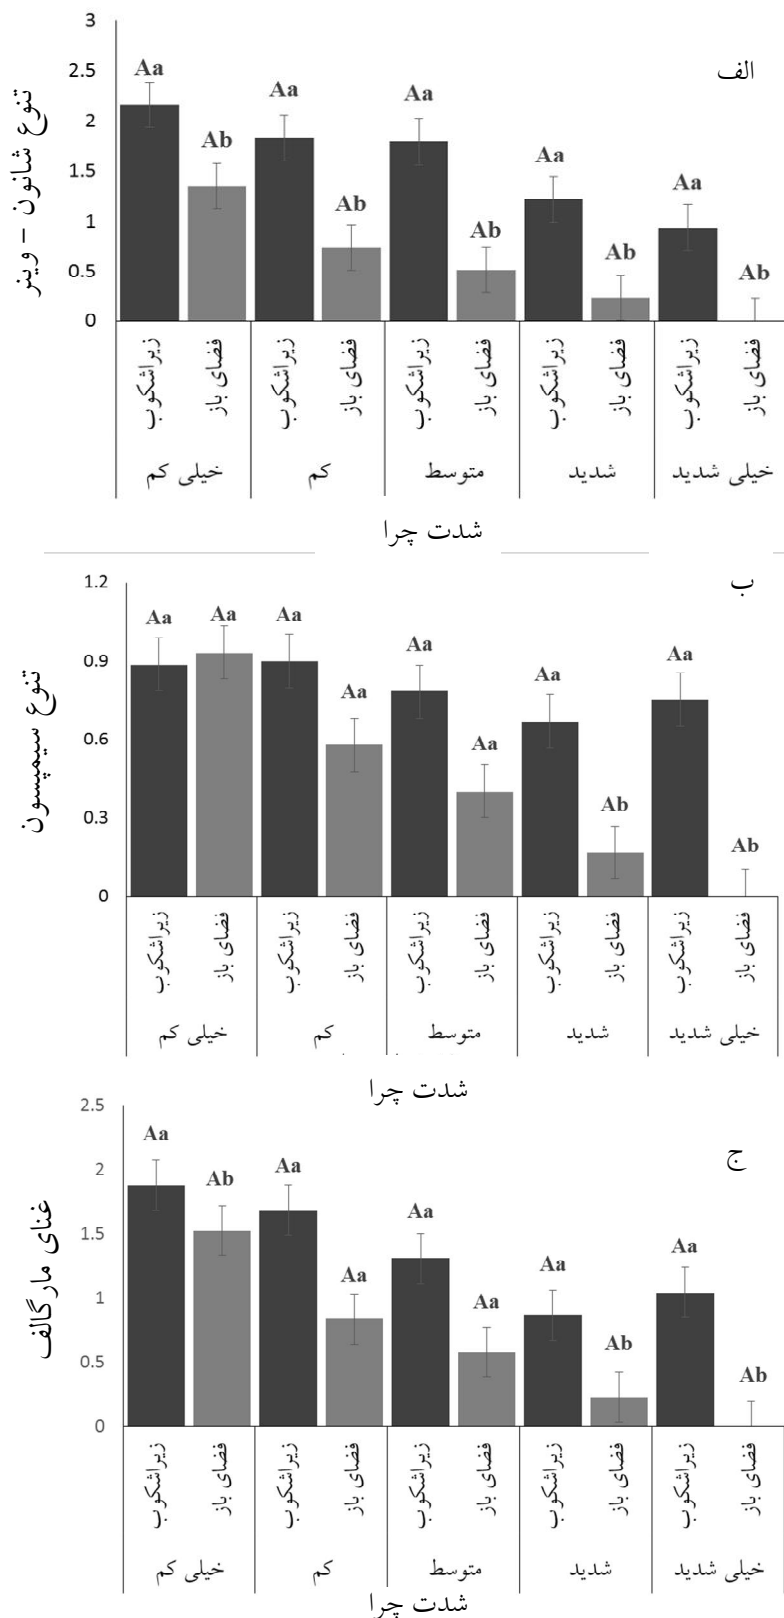 الف
تنوع شانون – وینر
3
2.5
2
1.5
1
0.5
0
Aa
Ab
Aa
Ab
Aa
Ab
Aa
Ab
Aa
Ab
زیراشکوب
فضای باز
زیراشکوب
فضای باز
زیراشکوب
فضای باز
زیراشکوب
فضای باز
زیراشکوب
فضای باز
خیلی کم
کم
متوسط
شدید
خیلی شدید
شدت چرا
ب
تنوع سیمپسون
1.2
0.9
0.6
0.3
0
Aa
Aa
Aa
Aa
Aa
Aa
Aa
Ab
Aa
Ab
زیراشکوب
فضای باز
زیراشکوب
فضای باز
زیراشکوب
فضای باز
زیراشکوب
فضای باز
زیراشکوب
فضای باز
خیلی کم
کم
متوسط
شدید
خیلی شدید
شدت چرا
ج
غنای مارگالف
2.5
2
1.5
1
0.5
0
Aa
Ab
Aa
Aa
Aa
Aa
Aa
Ab
Aa
Ab
زیراشکوب
فضای باز
زیراشکوب
فضای باز
زیراشکوب
فضای باز
زیراشکوب
فضای باز
زیراشکوب
فضای باز
خیلی کم
کم
متوسط
شدید
خیلی شدید
شدت چرا